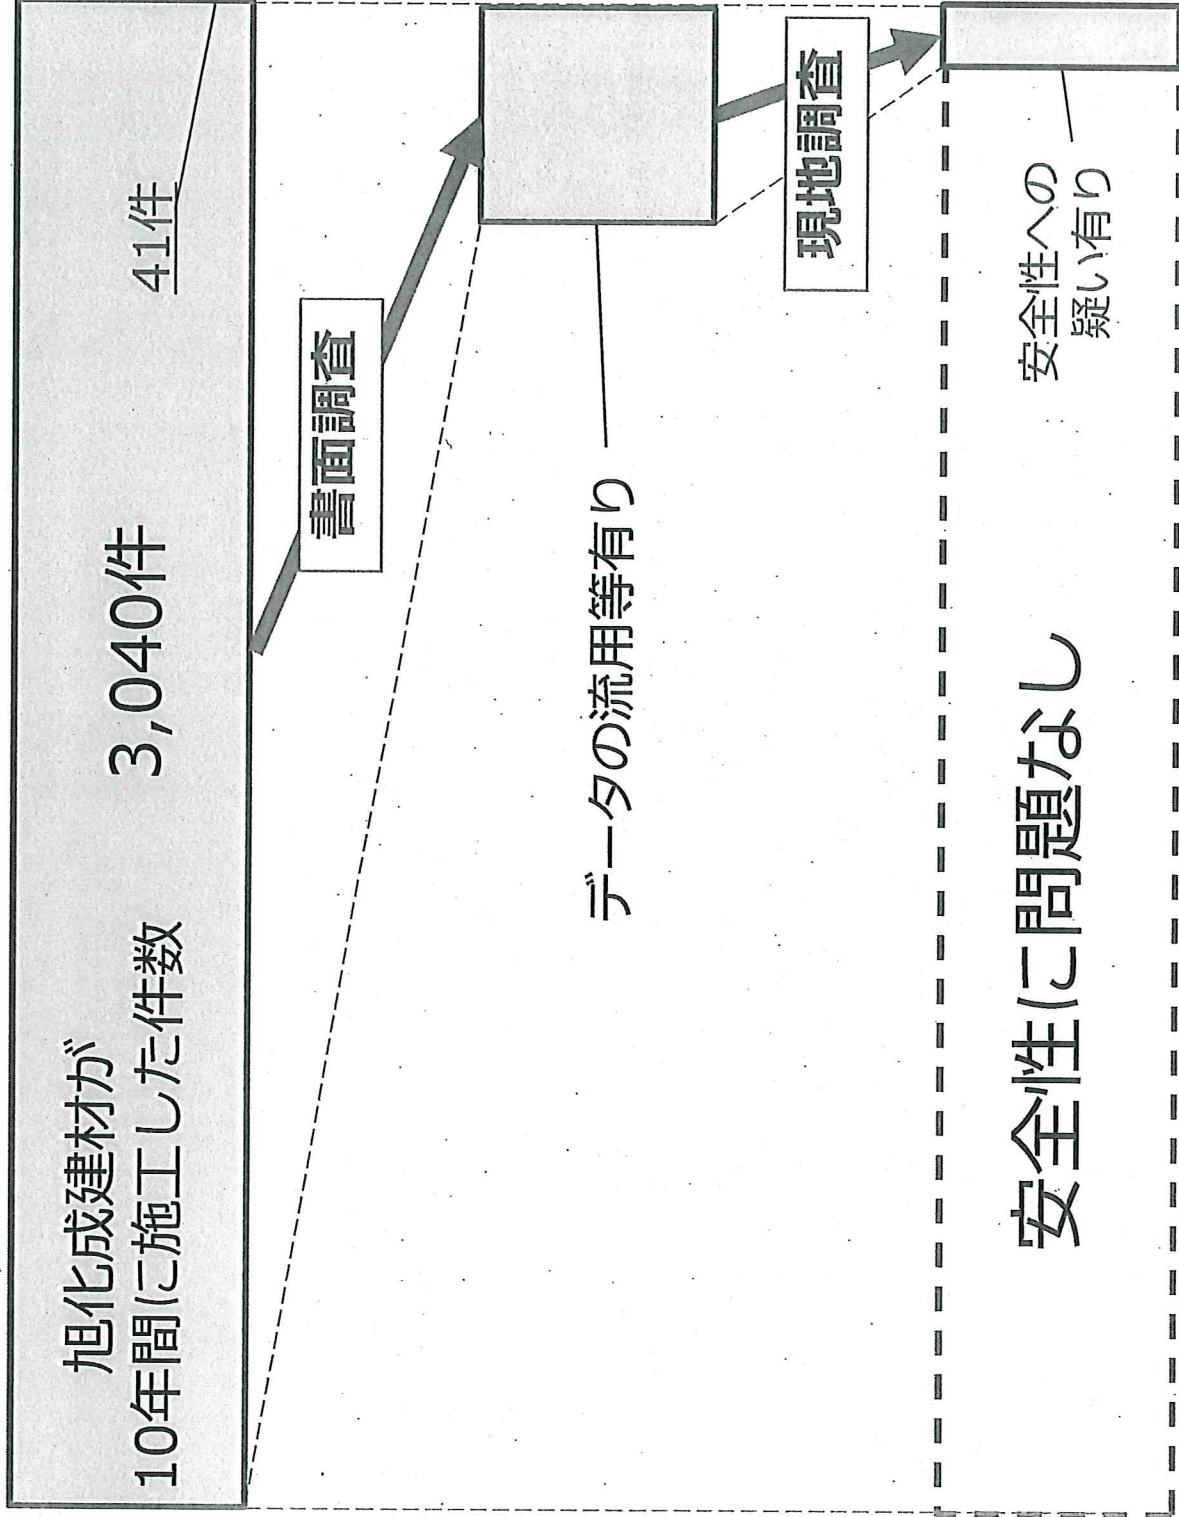 旭化成建材が
10年間に施工した件数
3,040件
41件
書面調査
データの流用等有り
現地調査
安全性に問題なし
安全性への
疑い有り